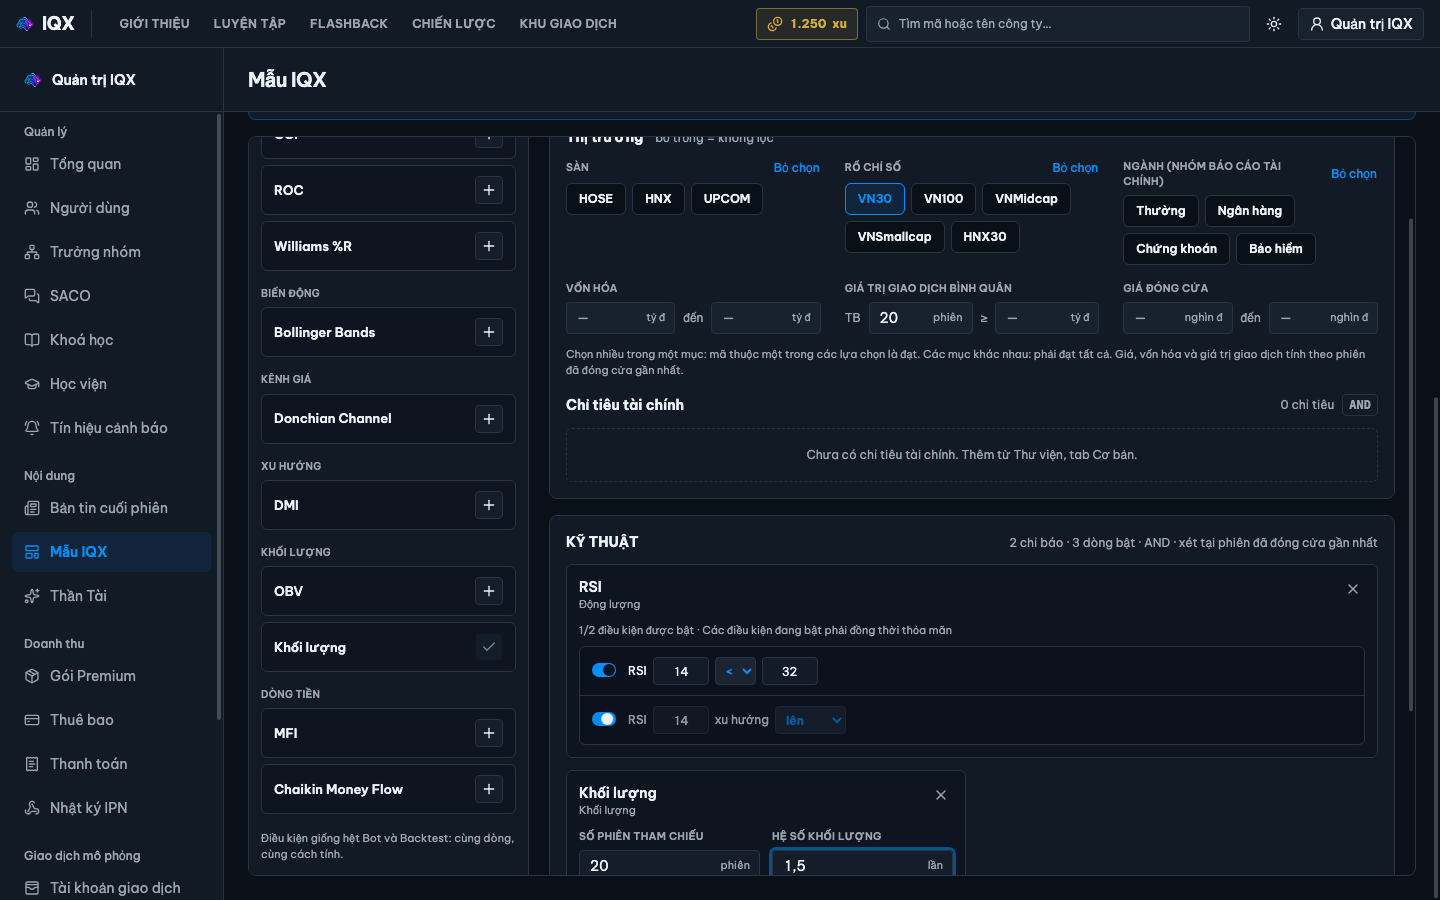 IQX
GIỚI THIỆU
LUYỆN TẬP
FLASHBACK
CHIẾN LƯỢC
KHU GIAO DỊCH
1.250 xu
Tìm mã hoặc tên công ty...
Quản trị IQX
Quản trị IQX
Mẫu IQX
Quản lý
Tổng quan
Người dùng
Trưởng nhóm
SACO
Khoá học
Học viện
Tín hiệu cảnh báo
Nội dung
Bản tin cuối phiên
Mẫu IQX
Thần Tài
Doanh thu
Gói Premium
Thuê bao
Thanh toán
Nhật ký IPN
Giao dịch mô phỏng
Tài khoản giao dịch
ROC
Williams %R
BIẾN ĐỘNG
Bollinger Bands
KÊNH GIÁ
Donchian Channel
XU HƯỚNG
DMI
KHỐI LƯỢNG
OBV
Khối lượng
DÒNG TIỀN
MFI
Chaikin Money Flow
Điều kiện giống hệt Bot và Backtest: cùng dòng,
cùng cách tính.
Thị trường bỏ trống = không lọc
SÀN Bỏ chọn
HOSE HNX UPCOM
RỔ CHỈ SỐ Bỏ chọn
VN30 VN100 VNMidcap
VNSmallcap HNX30
NGÀNH (NHÓM BÁO CÁO TÀI
CHÍNH) Bỏ chọn
Thường Ngân hàng
Chứng khoán Bảo hiểm
VỐN HÓA
— tỷ đ đến — tỷ đ
GIÁ TRỊ GIAO DỊCH BÌNH QUÂN
TB 20 phiên ≥ — tỷ đ
GIÁ ĐÓNG CỬA
— nghìn đ đến — nghìn đ
Chọn nhiều trong một mục: mã thuộc một trong các lựa chọn là đạt. Các mục khác nhau: phải đạt tất cả. Giá, vốn hóa và giá trị giao dịch tính theo phiên
đã đóng cửa gần nhất.
Chỉ tiêu tài chính 0 chỉ tiêu AND
Chưa có chỉ tiêu tài chính. Thêm từ Thư viện, tab Cơ bản.
KỸ THUẬT 2 chỉ báo · 3 dòng bật · AND · xét tại phiên đã đóng cửa gần nhất
RSI
Động lượng
1/2 điều kiện được bật · Các điều kiện đang bật phải đồng thời thỏa mãn
RSI 14 < 32
RSI 14 xu hướng lên
Khối lượng
Khối lượng
SỐ PHIÊN THAM CHIẾU HỆ SỐ KHỐI LƯỢNG
20 phiên 1,5 lần